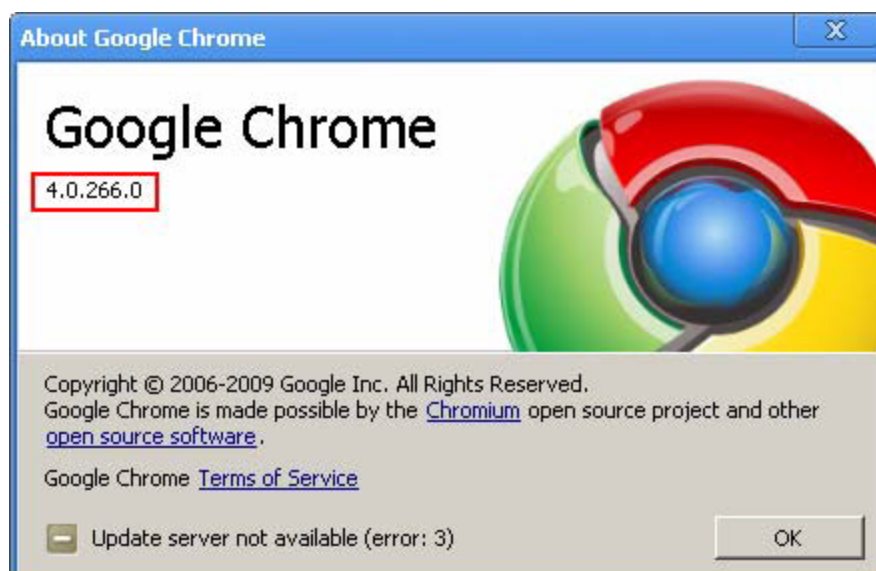 About Google Chrome
X
Google Chrome
4.0.266.0
Copyright © 2006-2009 Google Inc. All Rights Reserved.
Google Chrome is made possible by the Chromium open source project and other
open source software.
Google Chrome Terms of Service
Update server not available (error: 3)
OK